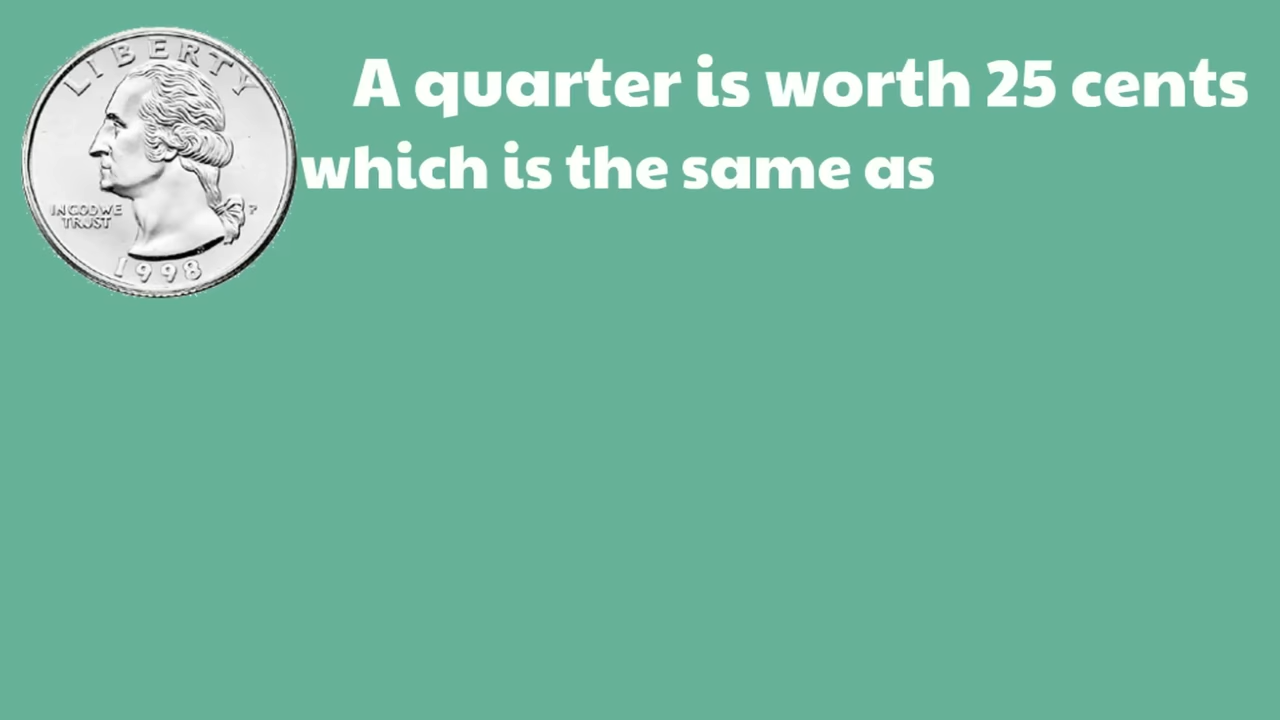 LIBERTY
IN GOD WE
TRUST
P
1998
A quarter is worth 25 cents
which is the same as